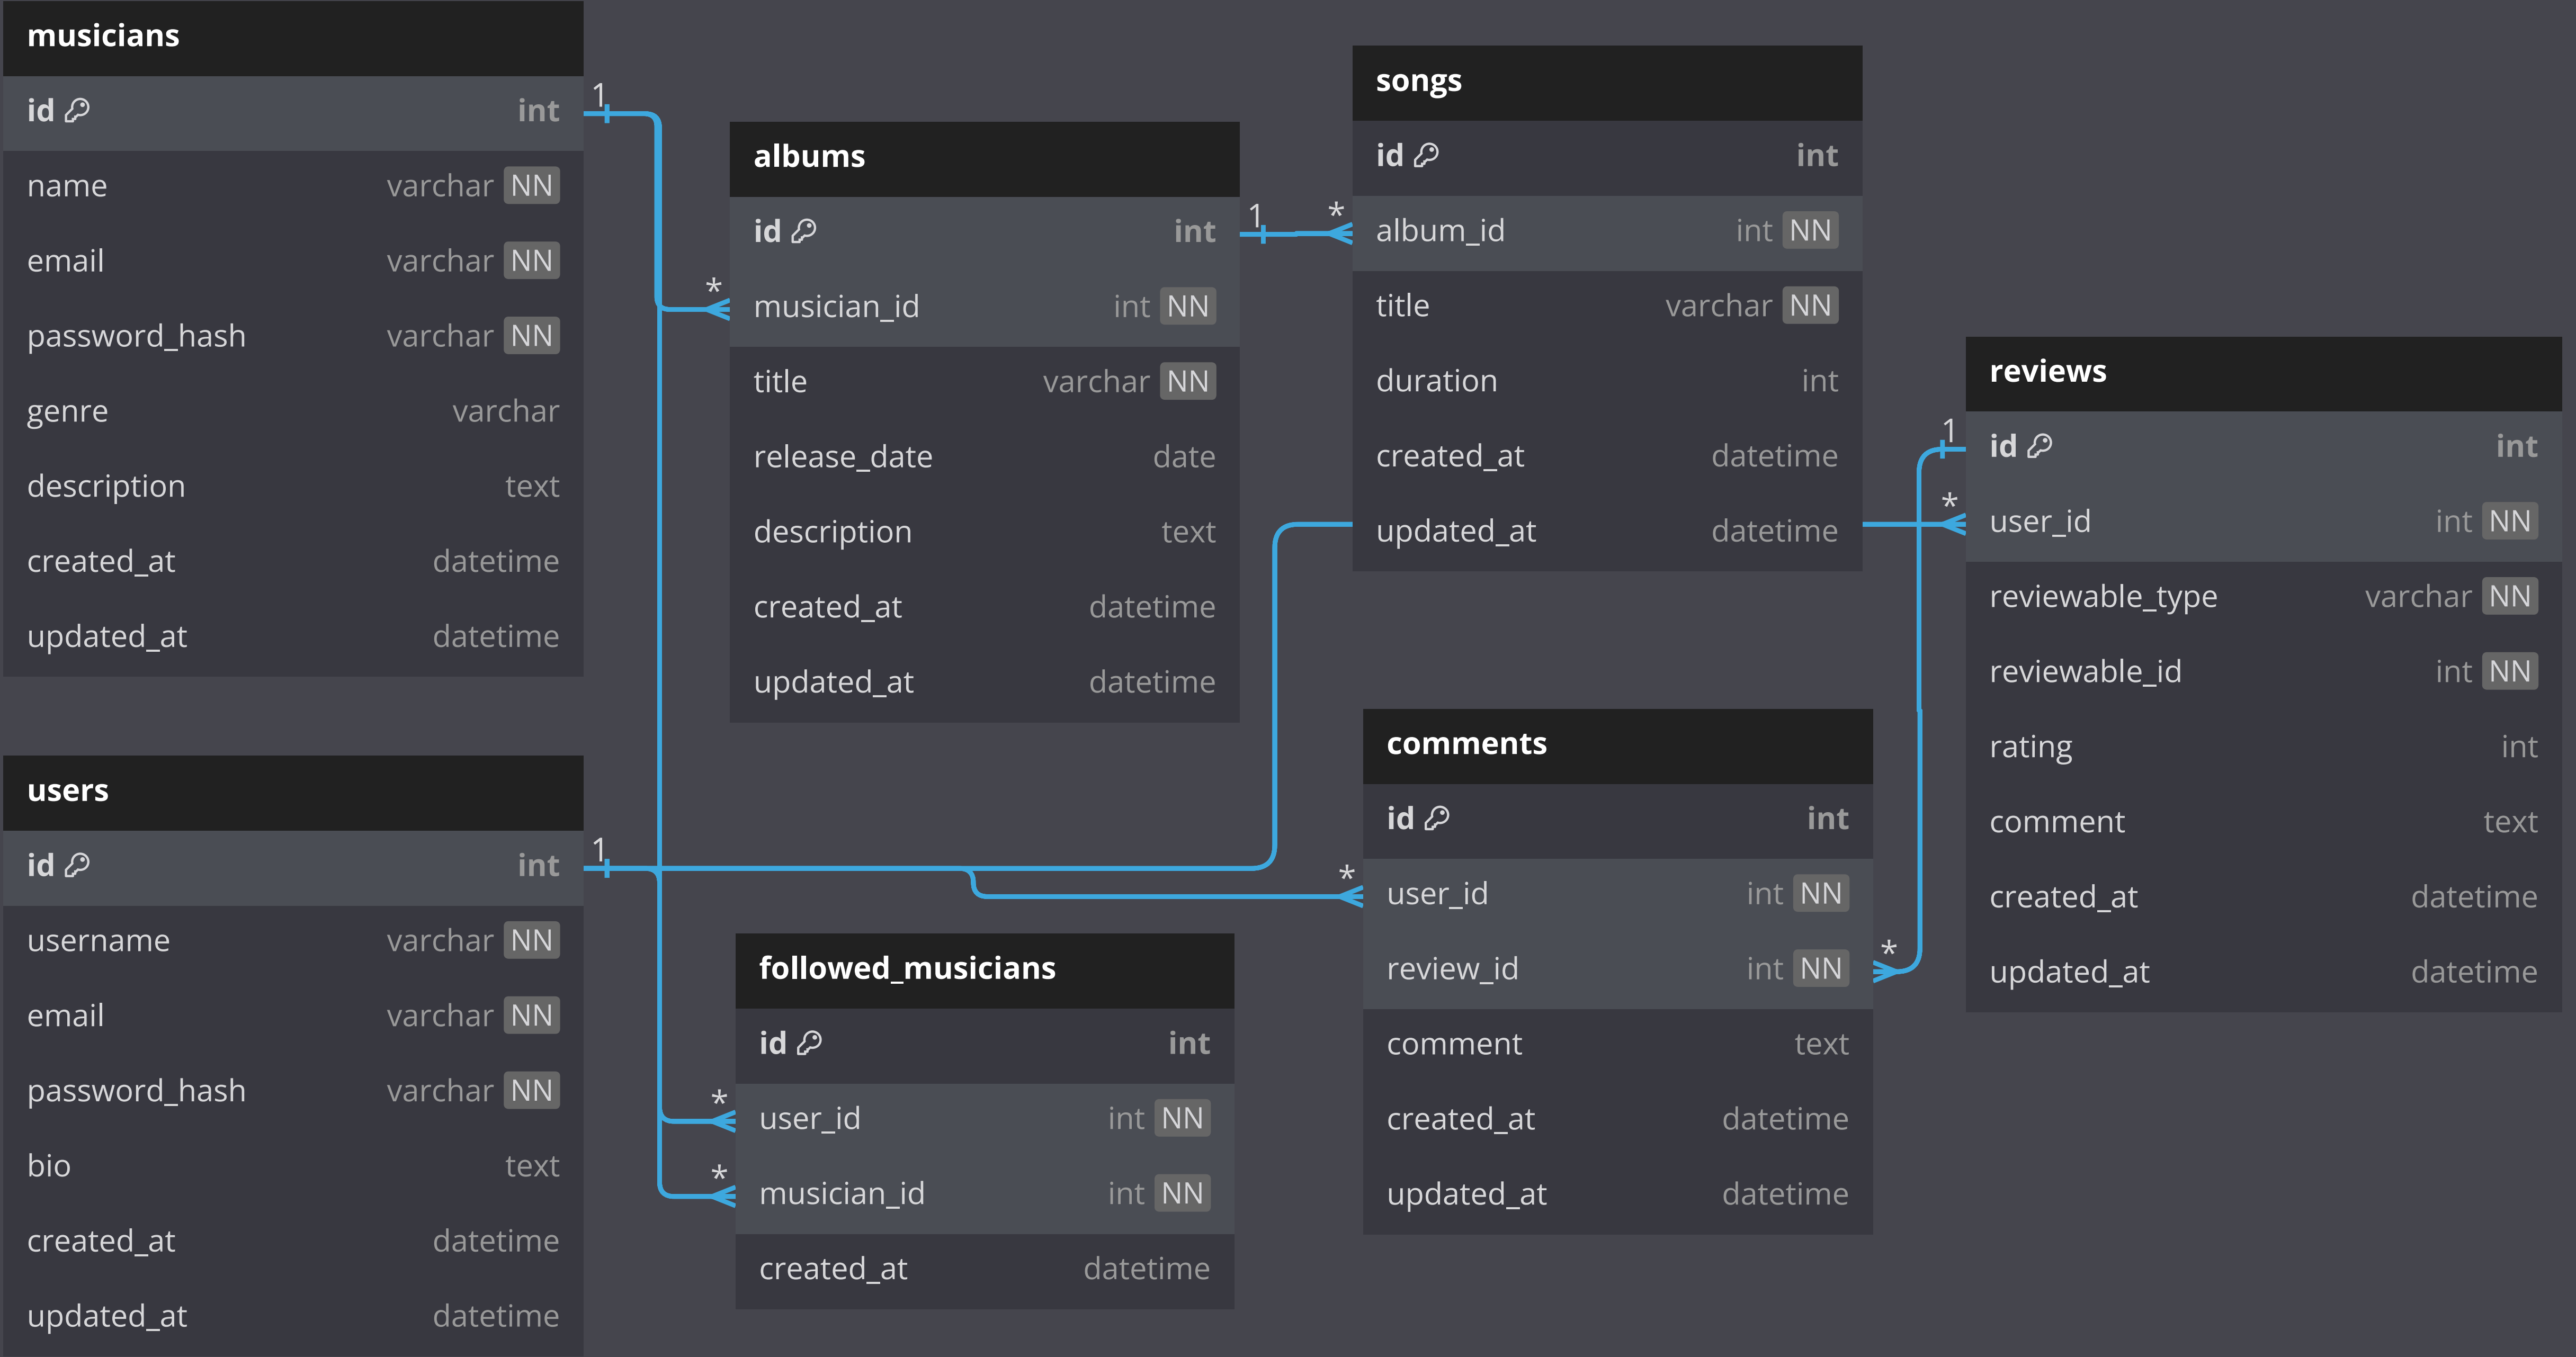 musicians
id int
name varchar NN
email varchar NN
password_hash varchar NN
genre varchar
description text
created_at datetime
updated_at datetime
1
albums
id int
musician_id int NN
title varchar NN
release_date date
description text
created_at datetime
updated_at datetime
*
1
songs
id int
album_id int NN
title varchar NN
duration int
created_at datetime
updated_at datetime
*
reviews
id int
user_id int NN
reviewable_type varchar NN
reviewable_id int NN
rating int
comment text
created_at datetime
updated_at datetime
1
*
users
id int
username varchar NN
email varchar NN
password_hash varchar NN
bio text
created_at datetime
updated_at datetime
1
followed_musicians
id int
user_id int NN
musician_id int NN
created_at datetime
*
*
comments
id int
user_id int NN
review_id int NN
comment text
created_at datetime
updated_at datetime
*
*